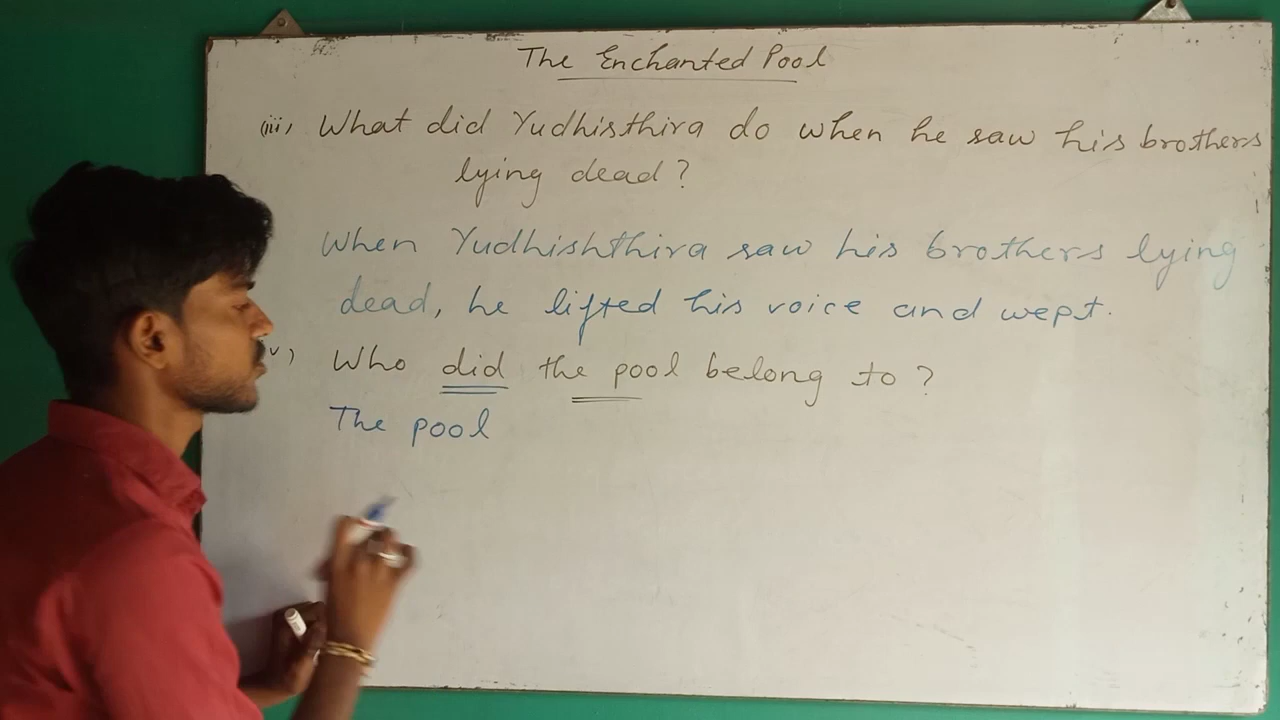 The Enchanted Pool
(iii) What did Yudhisthira do when he saw his brothers
lying dead?
When Yudhishthira saw his brothers lying
dead, he lifted his voice and wept.
v) Who did the pool belong to?
The pool